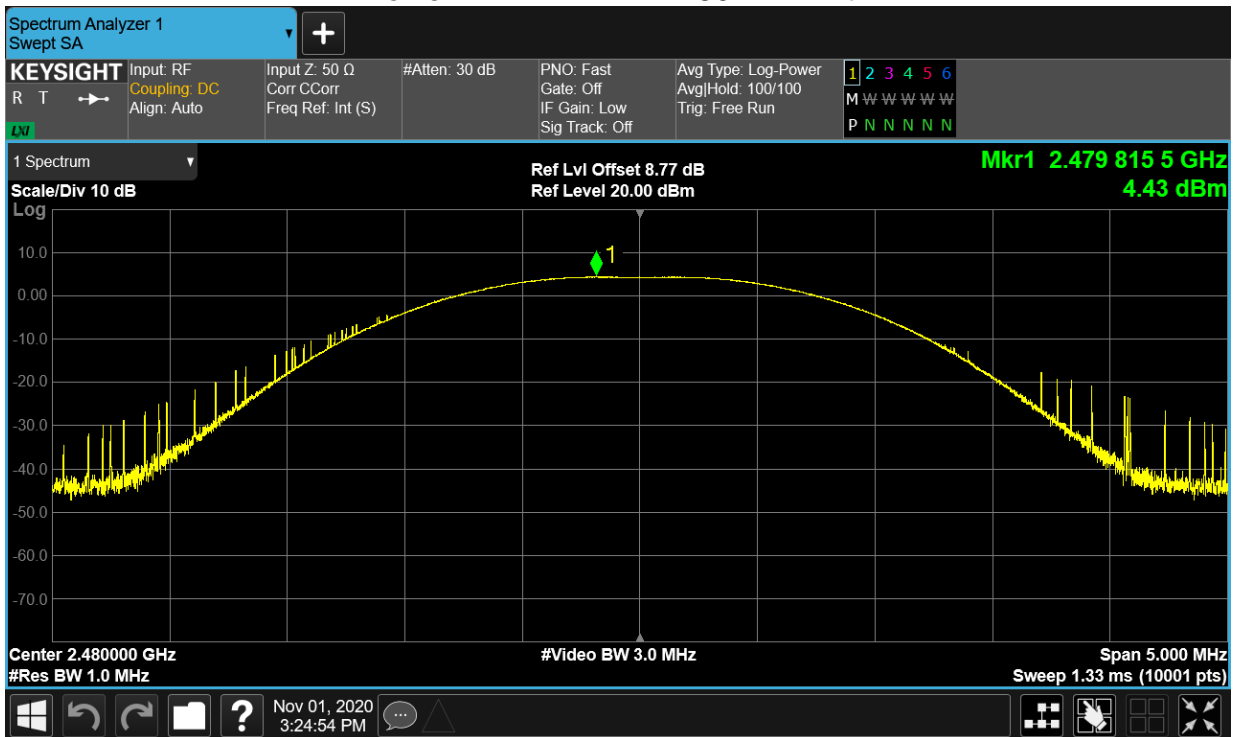 Spectrum Analyzer 1
Swept SA
+
KEYSIGHT
R T
LXI
Input: RF
Coupling: DC
Align: Auto
Input Z: 50 Ω
Corr CCorr
Freq Ref: Int (S)
#Atten: 30 dB
PNO: Fast
Gate: Off
IF Gain: Low
Sig Track: Off
Avg Type: Log-Power
Avg|Hold: 100/100
Trig: Free Run
1 2 3 4 5 6
M W W W W W
P N N N N N
1 Spectrum
Scale/Div 10 dB
Log
Ref Lvl Offset 8.77 dB
Ref Level 20.00 dBm
Mkr1 2.479 815 5 GHz
4.43 dBm
1
10.0
0.00
-10.0
-20.0
-30.0
-40.0
-50.0
-60.0
-70.0
Center 2.480000 GHz
#Res BW 1.0 MHz
#Video BW 3.0 MHz
Span 5.000 MHz
Sweep 1.33 ms (10001 pts)
?
Nov 01, 2020
3:24:54 PM